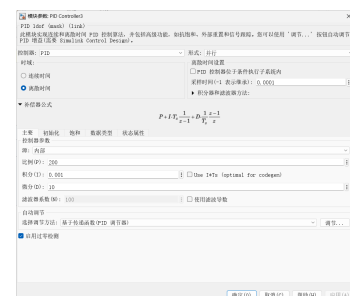 模块参数: PID Controller3
PID 1dof (mask) (link)
此模块实现连续和离散时间 PID 控制算法，并包括高级功能，如抗饱和、外部重置和信号跟踪。您可以使用“调节...”按钮自动调节
PID 增益(需要 Simulink Control Design)。
控制器: PID 形式: 并行
时域:
离散时间设置
连续时间
PID 控制器位于条件执行子系统内
离散时间
采样时间(-1 表示继承): 0.0001
积分器和滤波器方法:
补偿器公式
P+I·Ts 1/(z-1) +D 1/Ts (z-1)/z
主要 初始化 饱和 数据类型 状态属性
控制器参数
源: 内部
比例(P): 200
积分(I): 0.001 Use I*Ts (optimal for codegen)
微分(D): 10
滤波器系数(N): 100 使用滤波导数
自动调节
选择调节方法: 基于传递函数(PID 调节器) 调节...
启用过零检测
确定(O) 取消(C) 帮助(H) 应用(A)